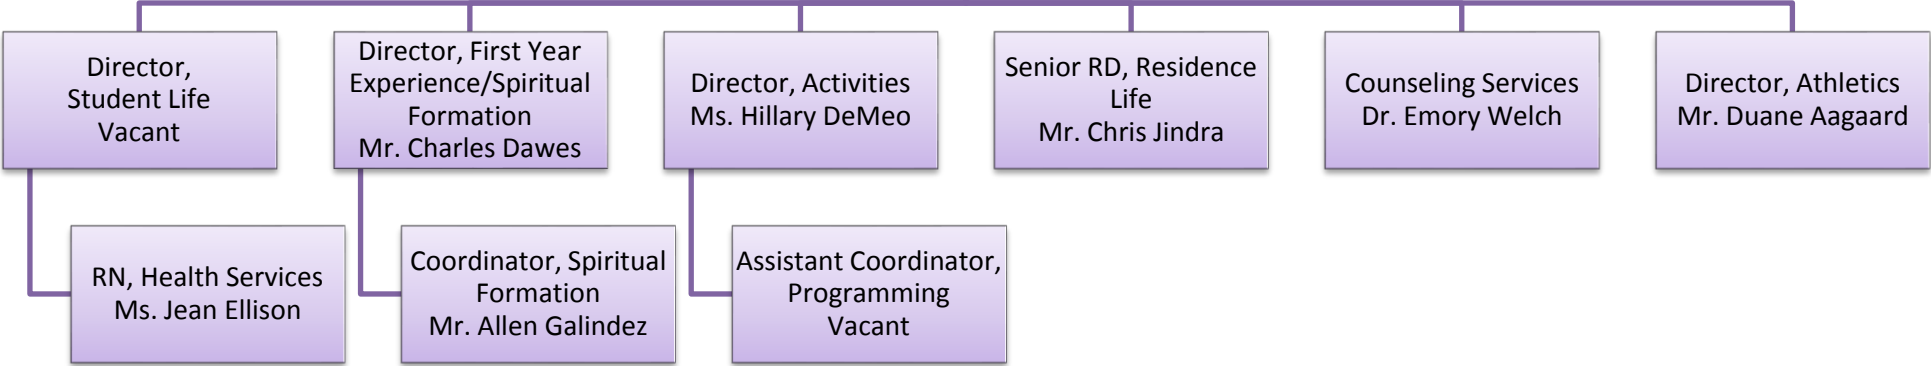 Director,
Student Life
Vacant
Director, First Year
Experience/Spiritual
Formation
Mr. Charles Dawes
Director, Activities
Ms. Hillary DeMeo
Senior RD, Residence
Life
Mr. Chris Jindra
Counseling Services
Dr. Emory Welch
Director, Athletics
Mr. Duane Aagaard
RN, Health Services
Ms. Jean Ellison
Coordinator, Spiritual
Formation
Mr. Allen Galindez
Assistant Coordinator,
Programming
Vacant